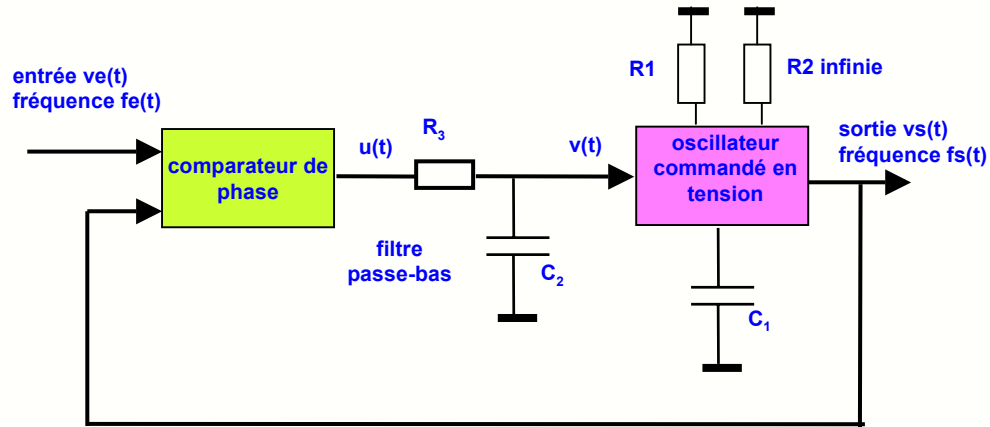 entrée ve(t)
fréquence fe(t)
comparateur de
phase
u(t)
R3
filtre
passe-bas
C2
v(t)
R1
R2 infinie
oscillateur
commandé en
tension
C1
sortie vs(t)
fréquence fs(t)